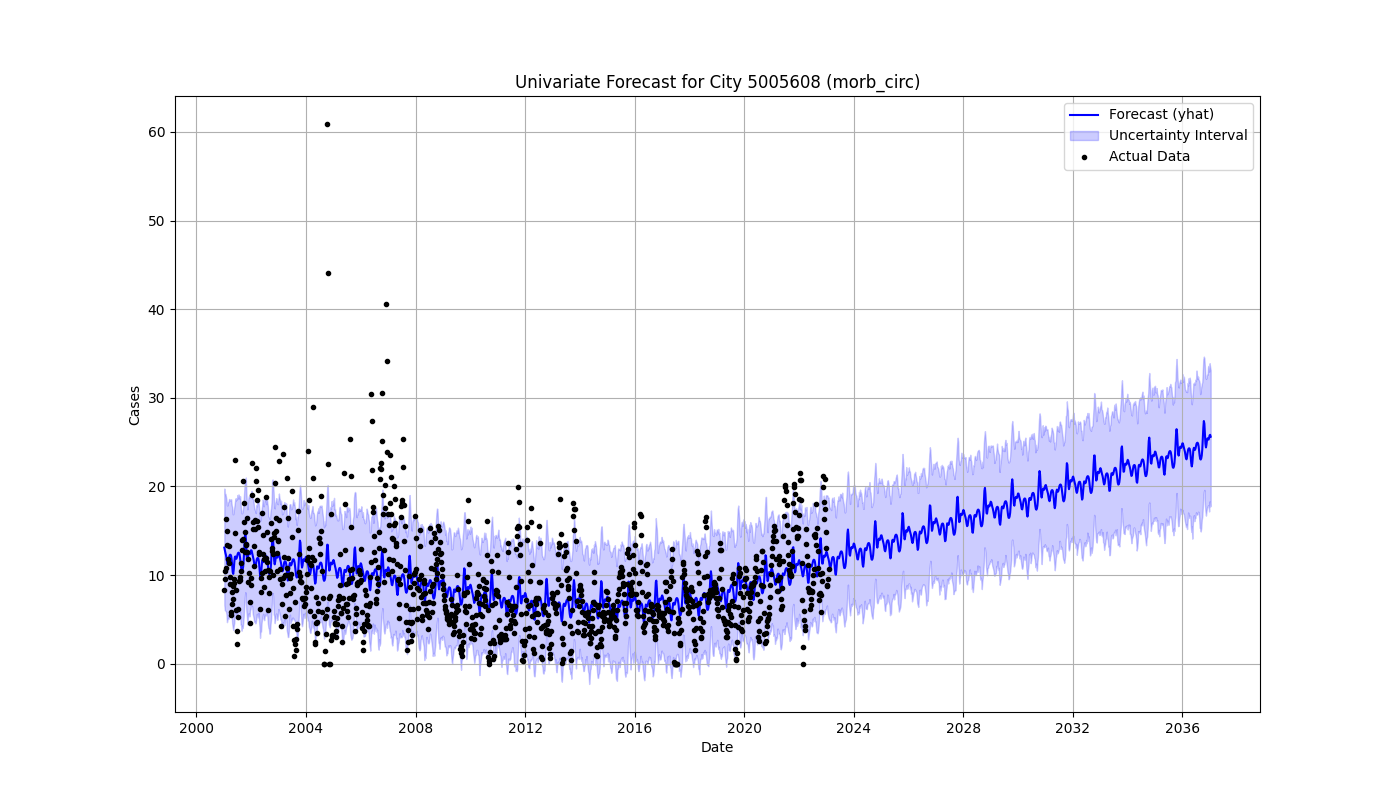 Univariate Forecast for City 5005608 (morb_circ)
Forecast (yhat)
Uncertainty Interval
Actual Data
Cases
60
50
40
30
20
10
0
2000 2004 2008 2012 2016 2020 2024 2028 2032 2036
Date